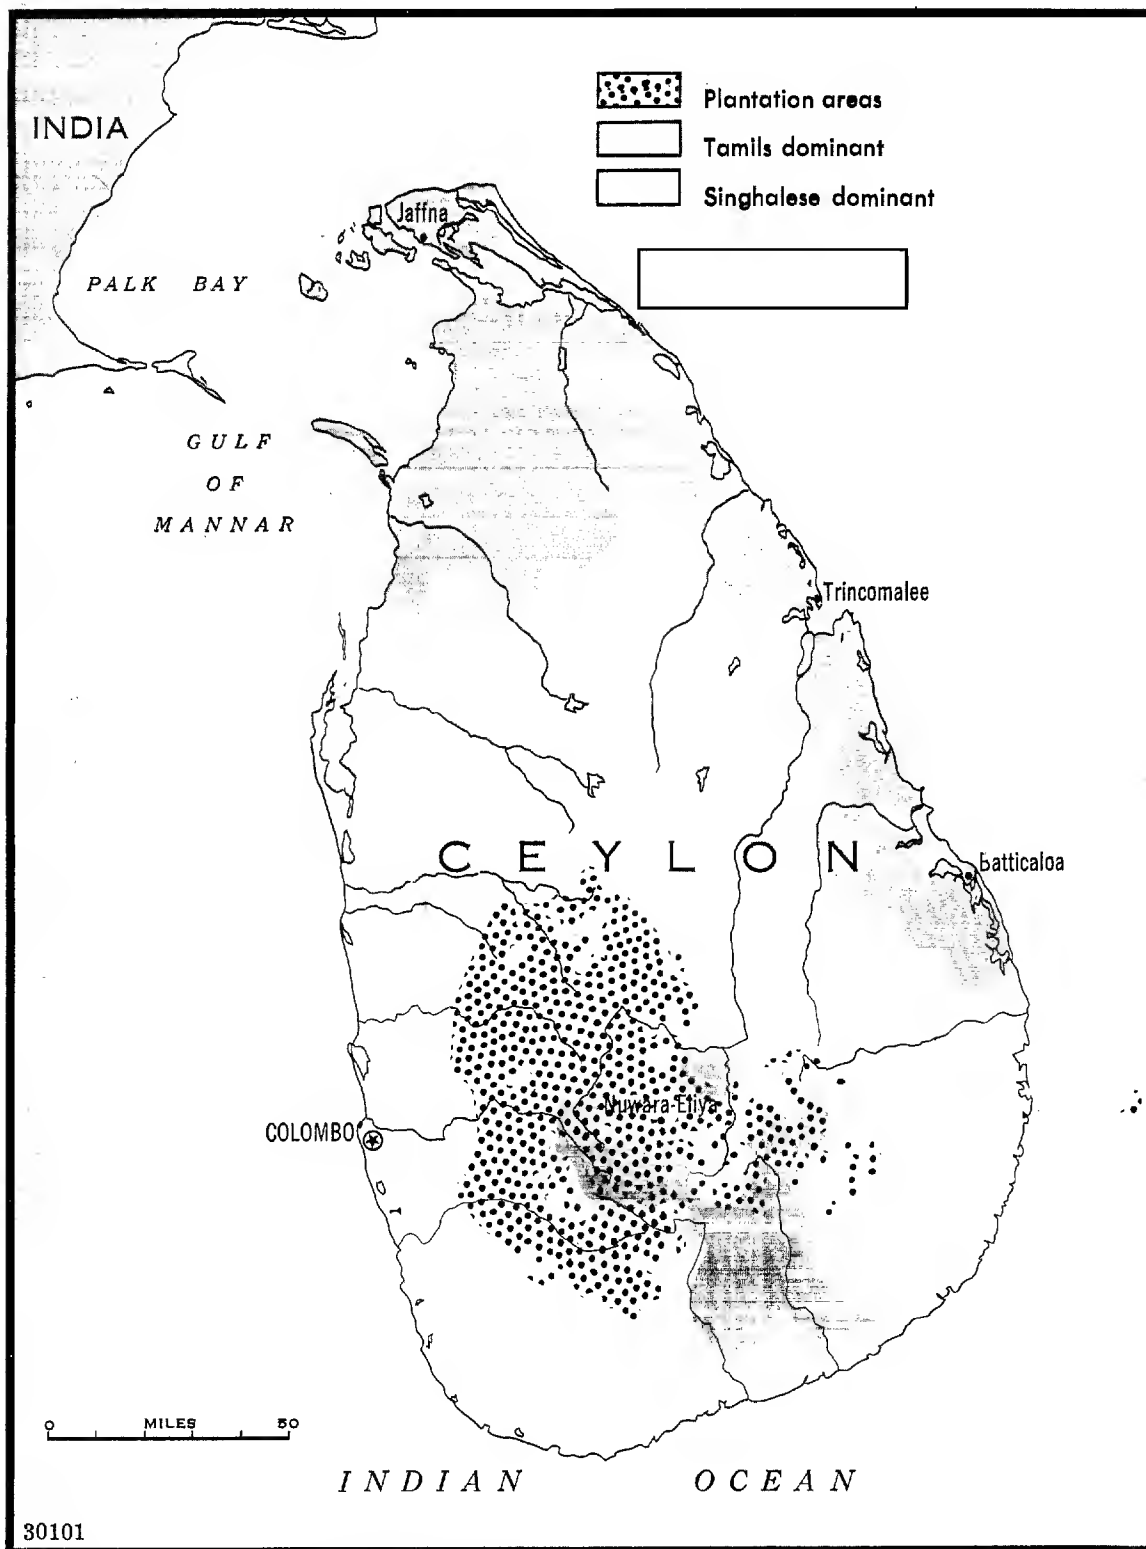 Plantation areas
INDIA
Tamils dominant
Singhalese dominant
Jaffna
PALK BAY
GULF
OF
MANNAR
Trincomalee
CEYLON
Batticaloa
Nuwara-Eliya
COLOMBO
0 MILES 50
INDIAN OCEAN
30101